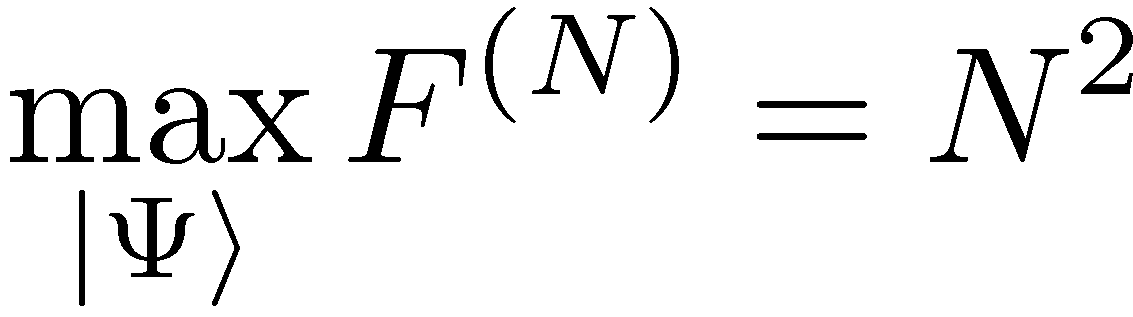 max F^{(N)} = N^2
|Ψ⟩